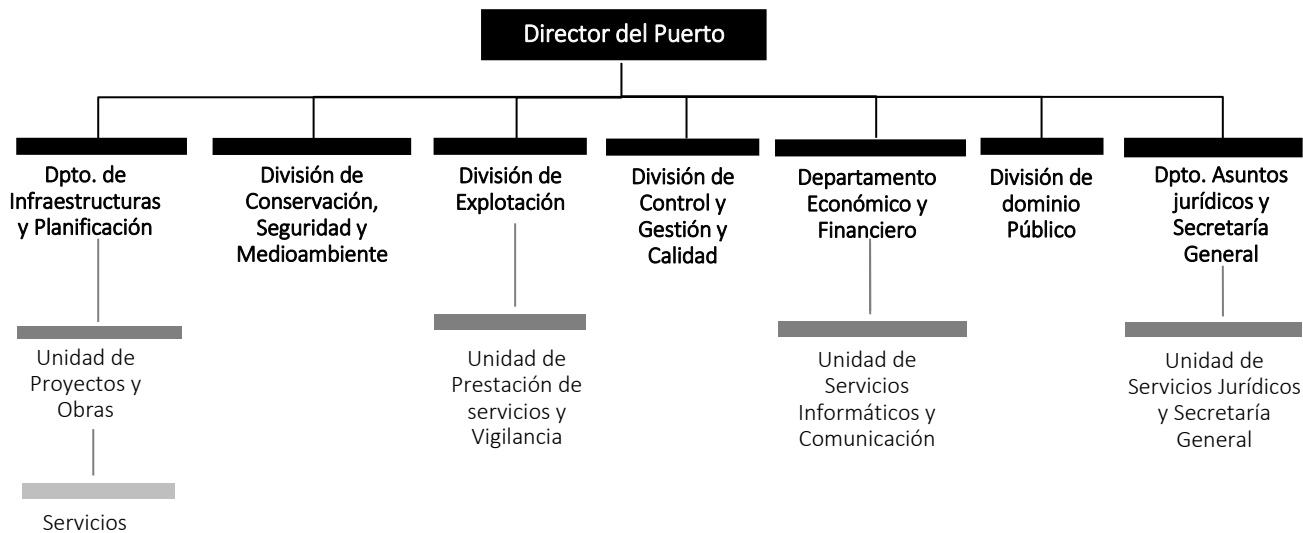 Director del Puerto
Dpto. de
Infraestructuras
y Planificación
División de
Conservación,
Seguridad y
Medioambiente
División de
Explotación
División de
Control y
Gestión y
Calidad
Departamento
Económico y
Financiero
División de
dominio
Público
Dpto. Asuntos
jurídicos y
Secretaría
General
Unidad de
Proyectos y
Obras
Unidad de
Prestación de
servicios y
Vigilancia
Unidad de
Servicios
Informáticos y
Comunicación
Unidad de
Servicios Jurídicos
y Secretaría
General
Servicios